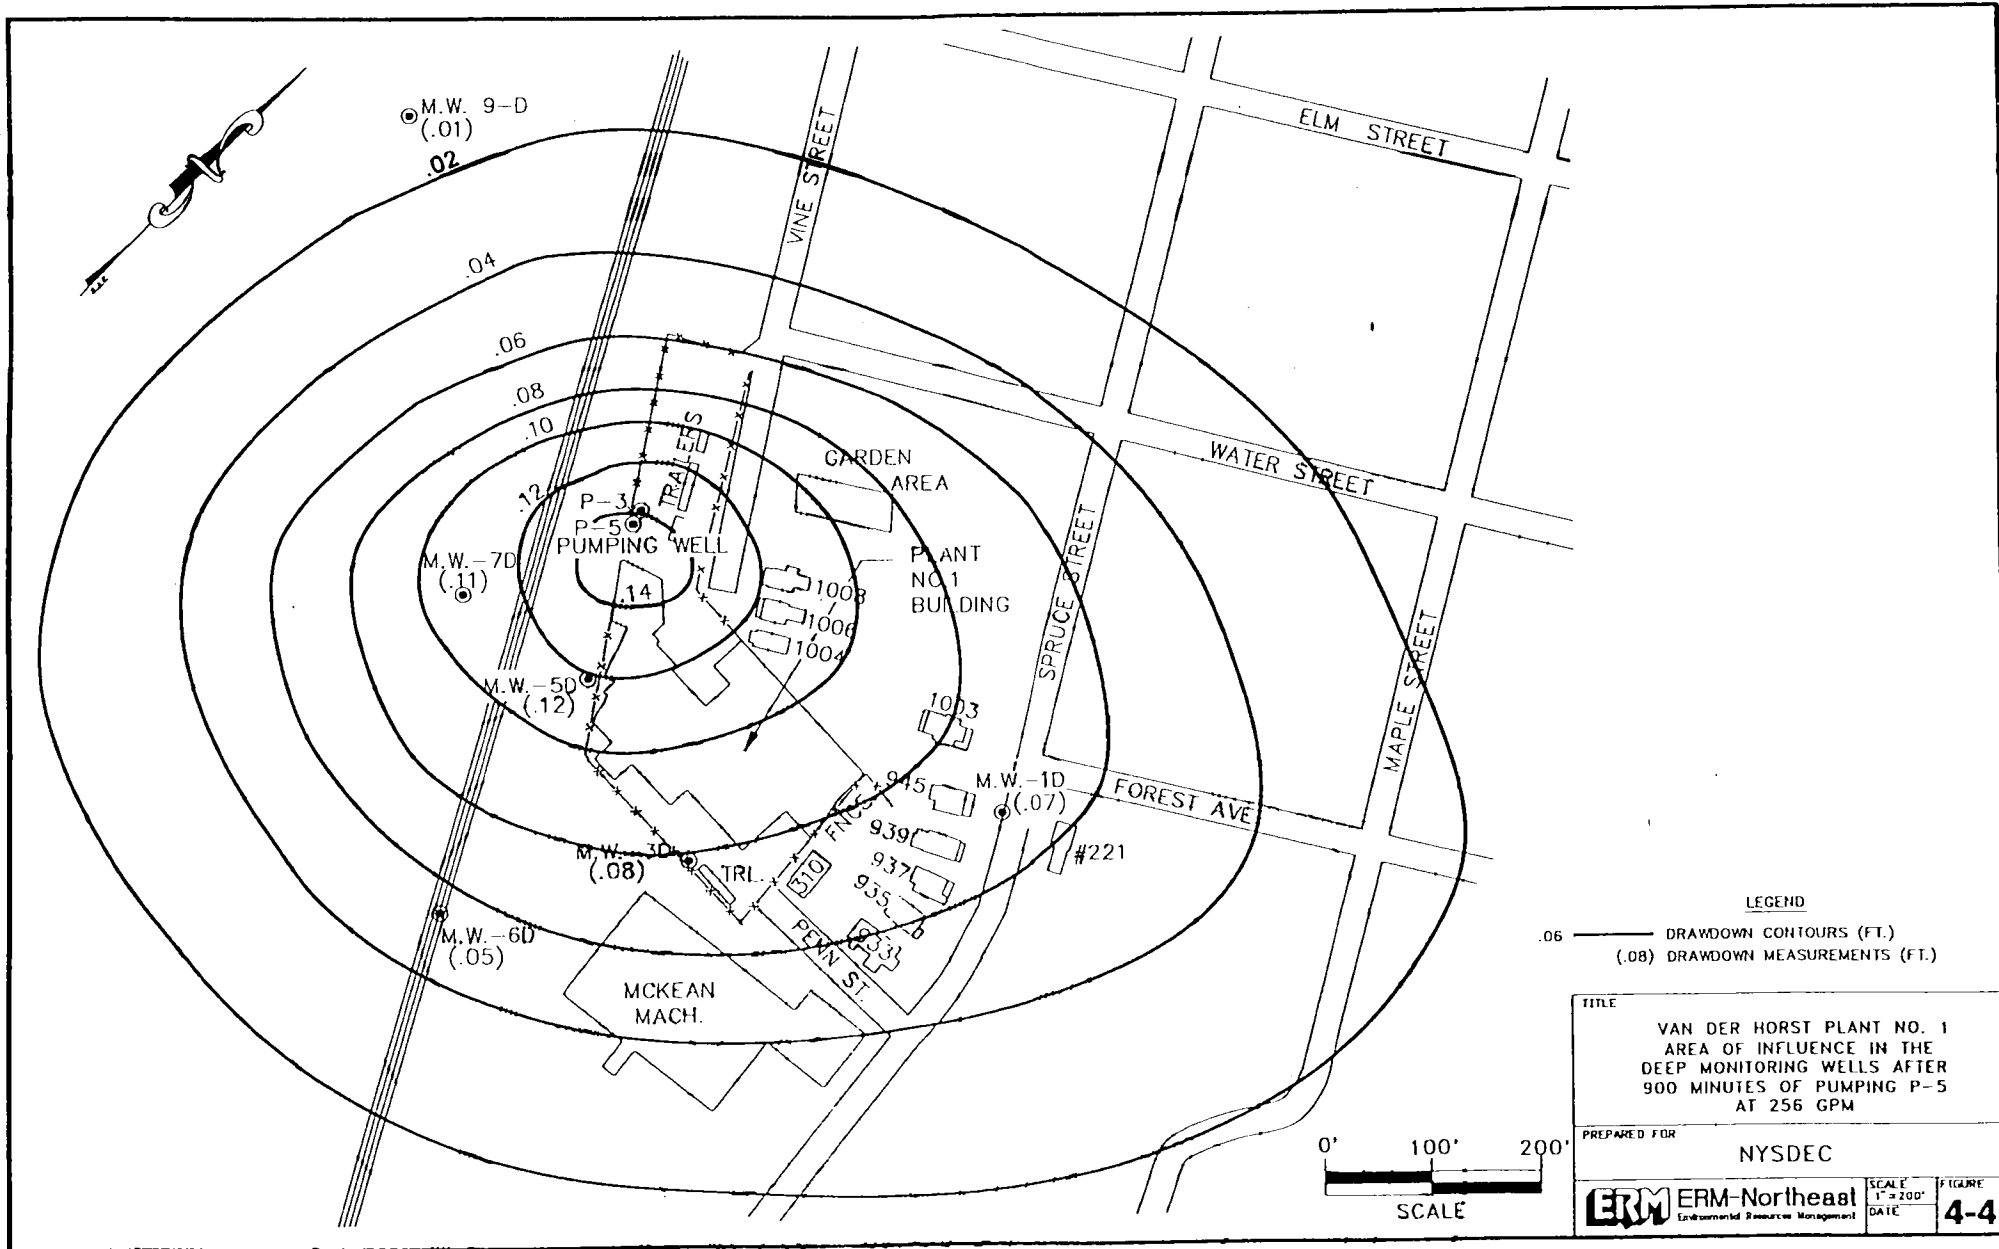 M.W. 9-D
(.01)
.02
.04
.06
.08
.10
.12
.14
ELM STREET
VINE STREET
WATER STREET
SPRUCE STREET
MAPLE STREET
FOREST AVE
PENN ST.
TRAILERS
GARDEN
AREA
P-3
P-5
PUMPING WELL
M.W.-7D
(.11)
PLANT
NO.1
BUILDING
1008
1006
1004
M.W.-5D
(.12)
1003
945
M.W.-1D
(.07)
939
937
935
933
#221
FNCS
310
M.W.-3D
(.08)
TRL.
M.W.-6D
(.05)
MCKEAN
MACH.
LEGEND
.06 DRAWDOWN CONTOURS (FT.)
(.08) DRAWDOWN MEASUREMENTS (FT.)
0' 100' 200'
SCALE
TITLE
VAN DER HORST PLANT NO. 1
AREA OF INFLUENCE IN THE
DEEP MONITORING WELLS AFTER
900 MINUTES OF PUMPING P-5
AT 256 GPM
PREPARED FOR
NYSDEC
ERM ERM-Northeast
Environmental Resources Management
SCALE
1"=200'
DATE
FIGURE
4-4